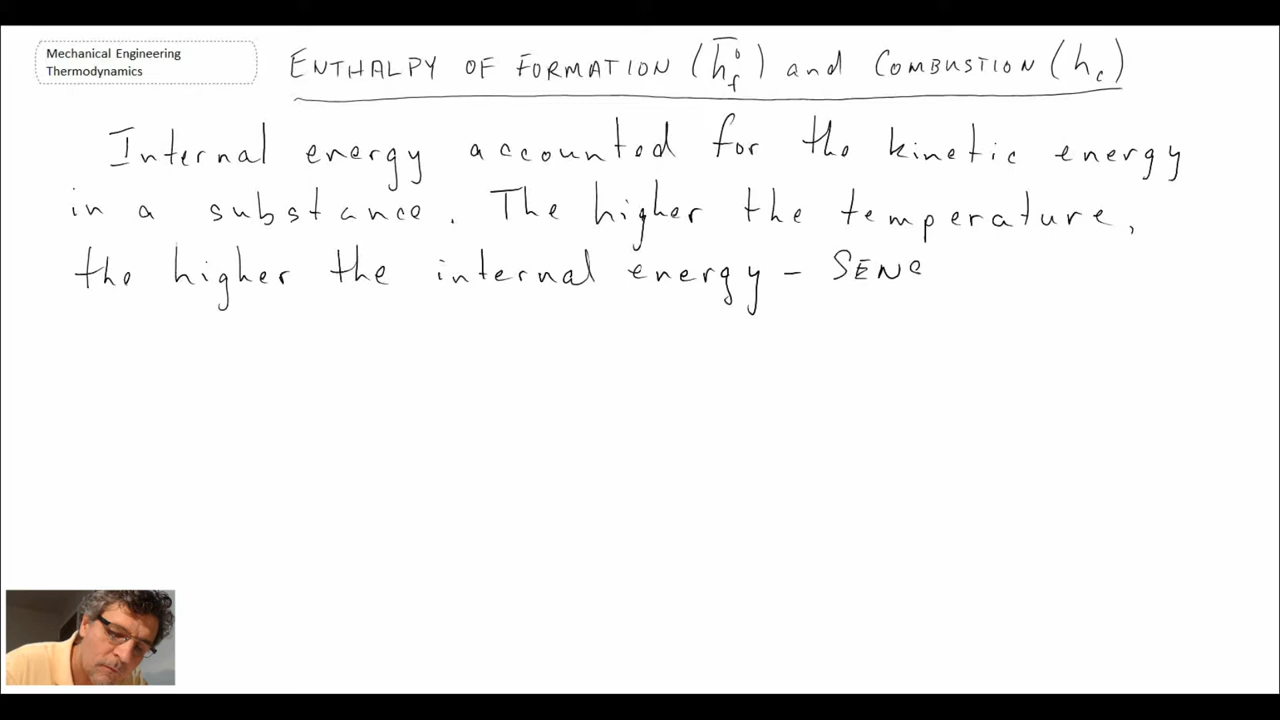 Mechanical Engineering
Thermodynamics
ENTHALPY OF FORMATION (h̄°f) and COMBUSTION (hc)
Internal energy accounted for the kinetic energy
in a substance. The higher the temperature,
the higher the internal energy – SENS